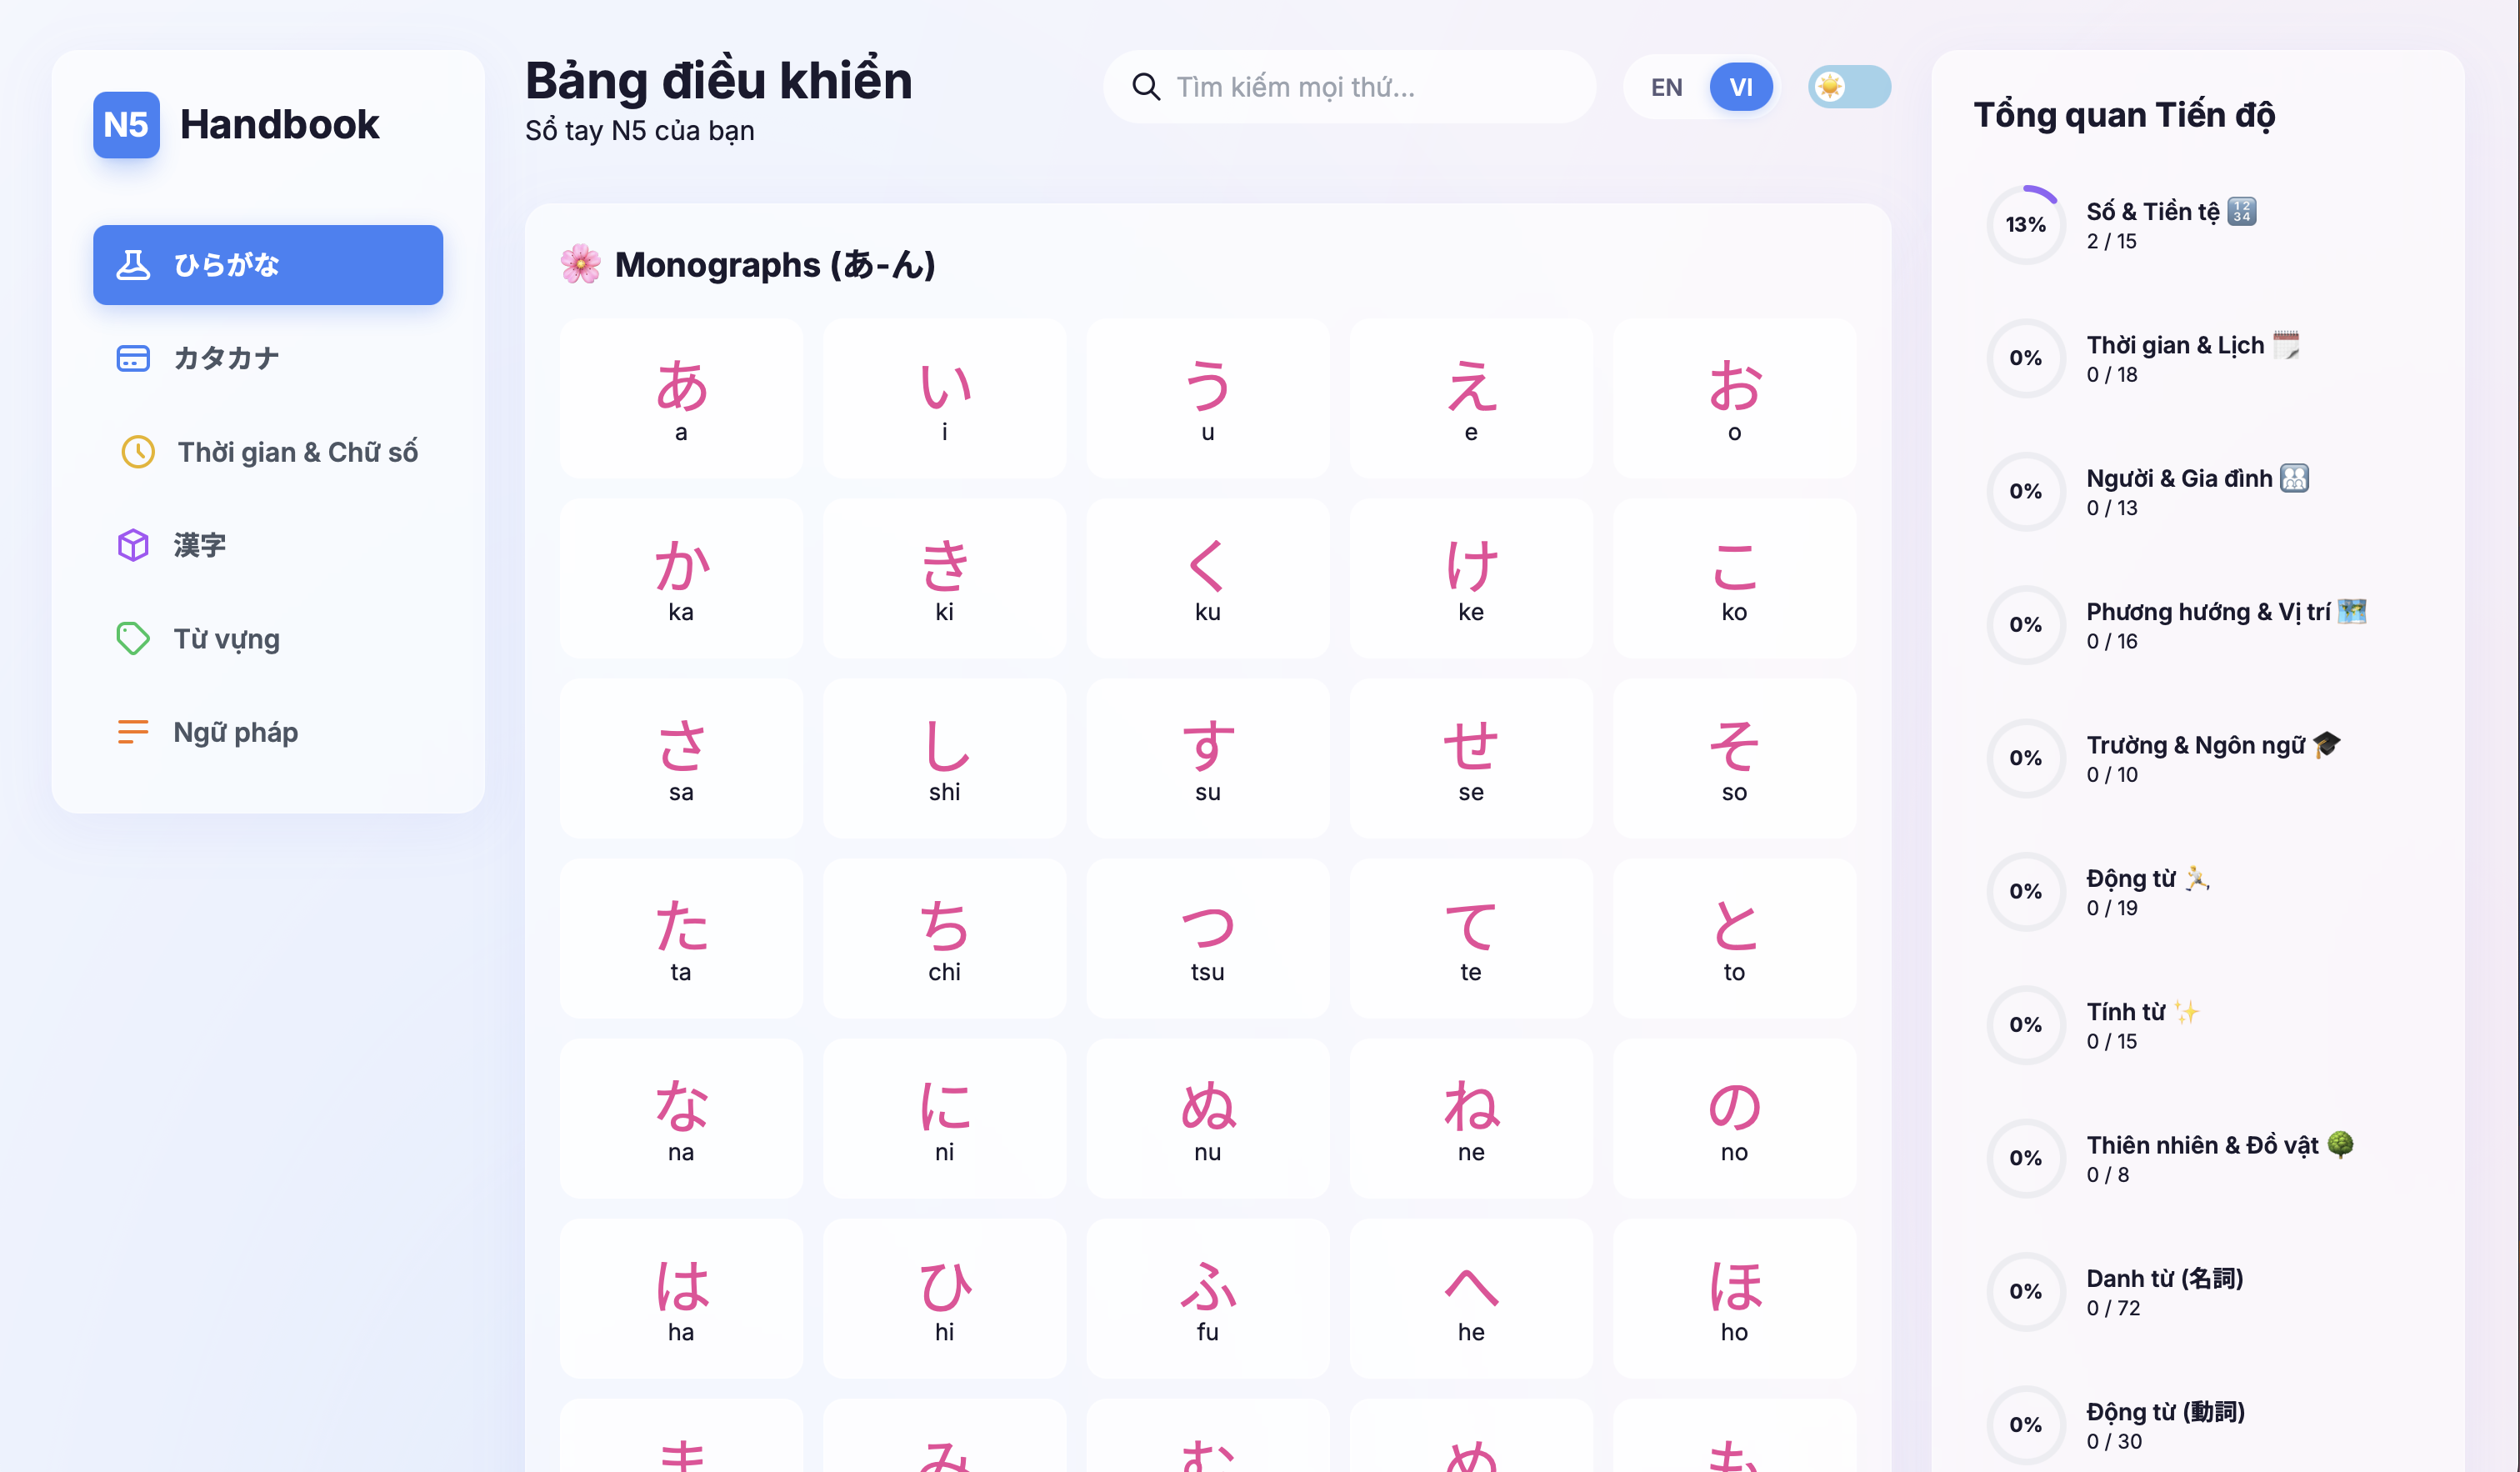 N5 Handbook
ひらがな
カタカナ
Thời gian & Chữ số
漢字
Từ vựng
Ngữ pháp
Bảng điều khiển
Sổ tay N5 của bạn
Tìm kiếm mọi thứ...
EN VI
Monographs (あ-ん)
あ い う え お
a i u e o
か き く け こ
ka ki ku ke ko
さ し す せ そ
sa shi su se so
た ち つ て と
ta chi tsu te to
な に ぬ ね の
na ni nu ne no
は ひ ふ へ ほ
ha hi fu he ho
ま み む め も
Tổng quan Tiến độ
13% Số & Tiền tệ 🔢
2 / 15
0% Thời gian & Lịch
0 / 18
0% Người & Gia đình
0 / 13
0% Phương hướng & Vị trí
0 / 16
0% Trường & Ngôn ngữ
0 / 10
0% Động từ
0 / 19
0% Tính từ
0 / 15
0% Thiên nhiên & Đồ vật
0 / 8
0% Danh từ (名詞)
0 / 72
0% Động từ (動詞)
0 / 30